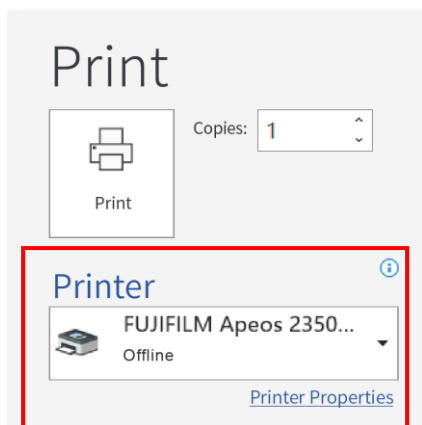 Print
Copies: 1
Print
Printer
FUJIFILM Apeos 2350...
Offline
Printer Properties